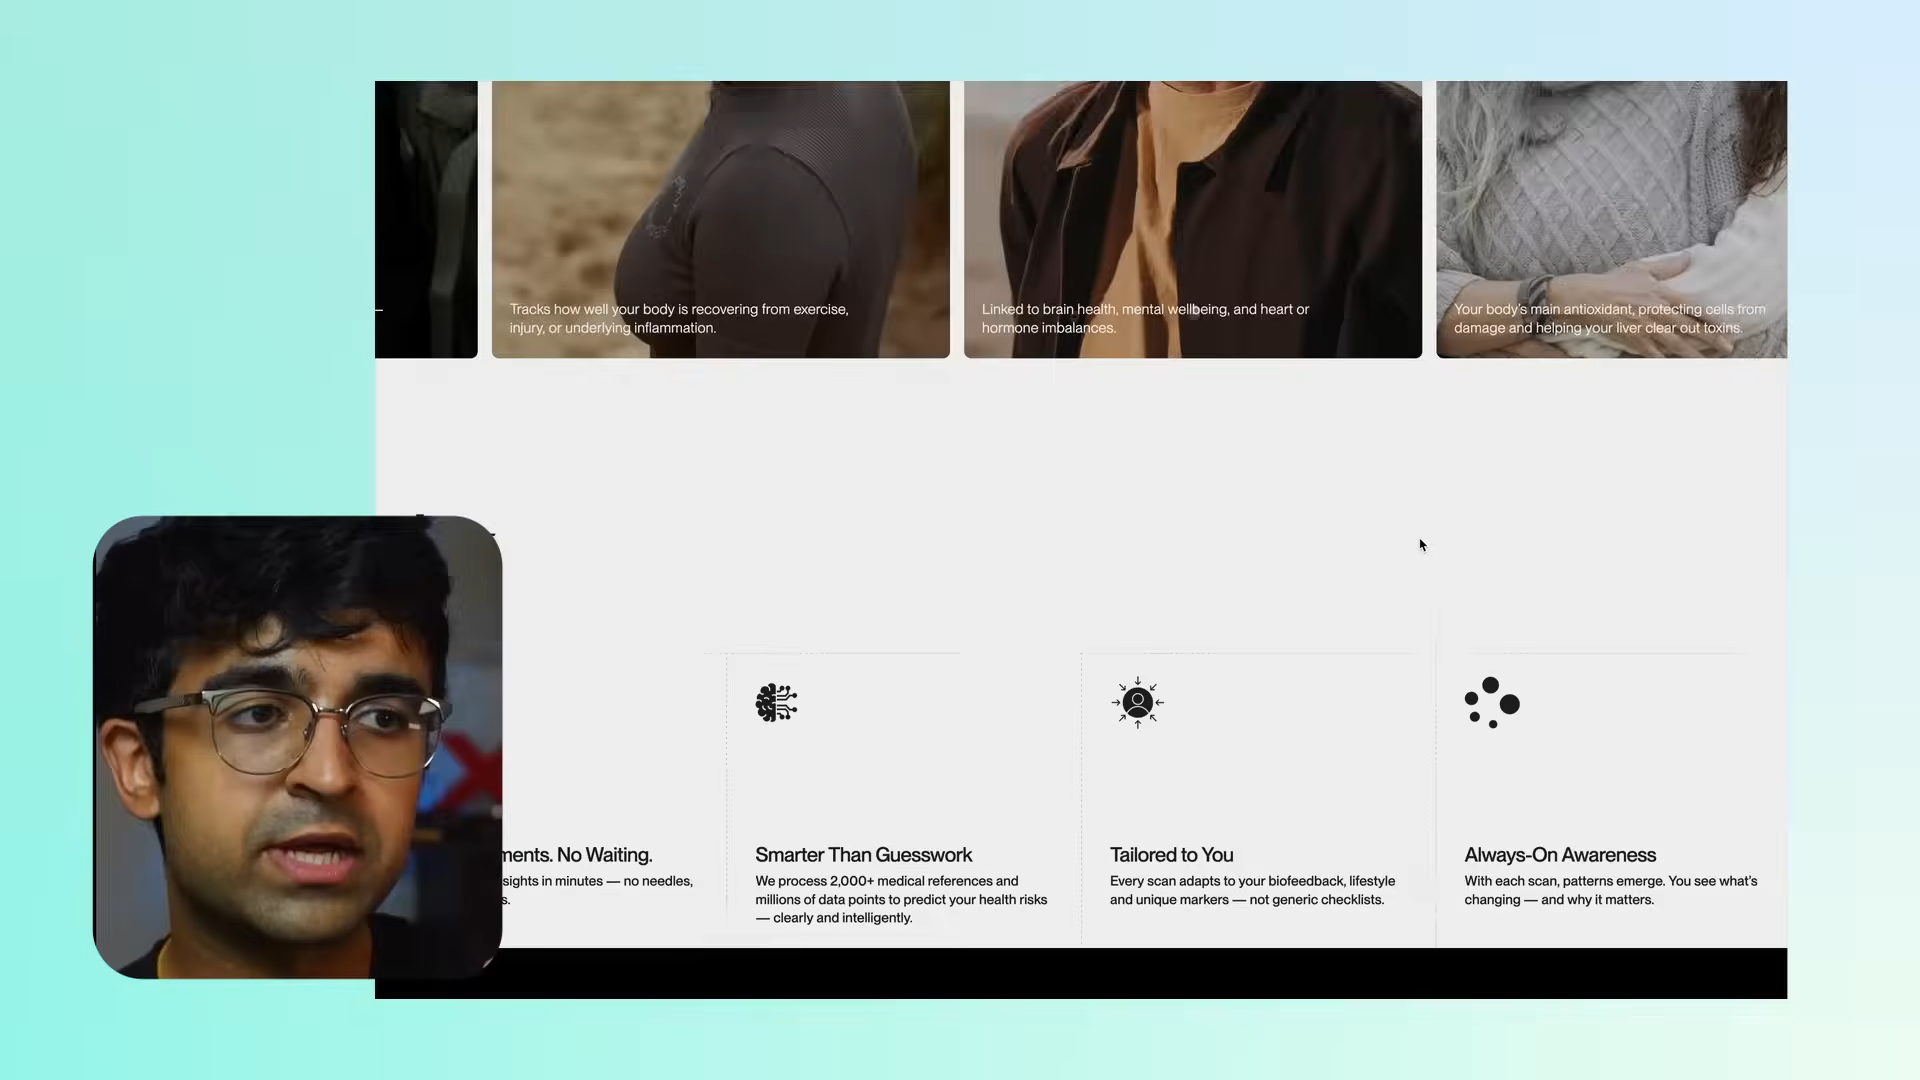 Tracks how well your body is recovering from exercise,
injury, or underlying inflammation.
Linked to brain health, mental wellbeing, and heart or
hormone imbalances.
Your body's main antioxidant, protecting cells from
damage and helping your liver clear out toxins.
No Waiting.
in minutes — no needles,
Smarter Than Guesswork
We process 2,000+ medical references and
millions of data points to predict your health risks
— clearly and intelligently.
Tailored to You
Every scan adapts to your biofeedback, lifestyle
and unique markers — not generic checklists.
Always-On Awareness
With each scan, patterns emerge. You see what's
changing — and why it matters.